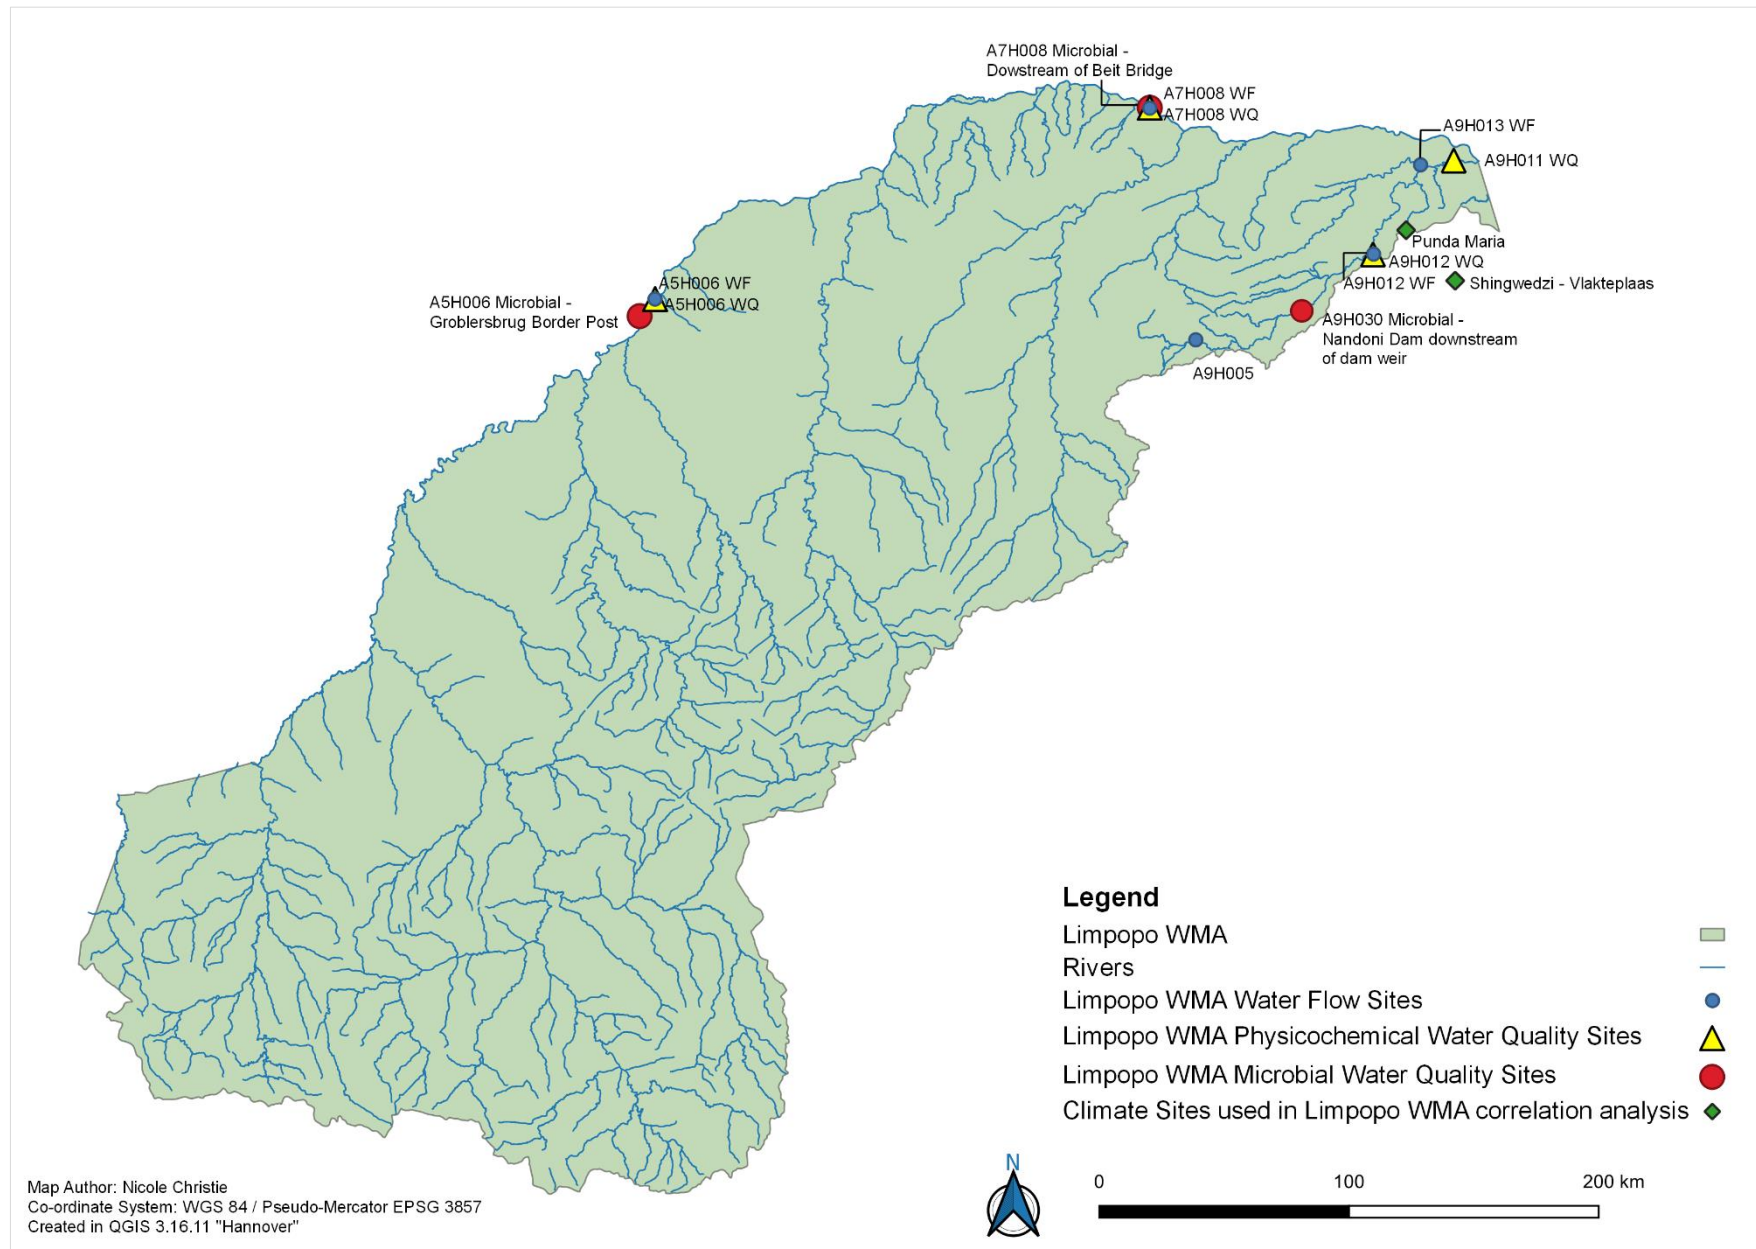 A7H008 Microbial -
Dowstream of Beit Bridge
A7H008 WF
A7H008 WQ
A9H013 WF
A9H011 WQ
Punda Maria
A9H012 WQ
A9H012 WF
Shingwedzi - Vlakteplaas
A5H006 WF
A5H006 WQ
A5H006 Microbial -
Groblersbrug Border Post
A9H030 Microbial -
Nandoni Dam downstream
of dam weir
A9H005
Legend
Limpopo WMA
Rivers
Limpopo WMA Water Flow Sites
Limpopo WMA Physicochemical Water Quality Sites
Limpopo WMA Microbial Water Quality Sites
Climate Sites used in Limpopo WMA correlation analysis
N
0 100 200 km
Map Author: Nicole Christie
Co-ordinate System: WGS 84 / Pseudo-Mercator EPSG 3857
Created in QGIS 3.16.11 "Hannover"